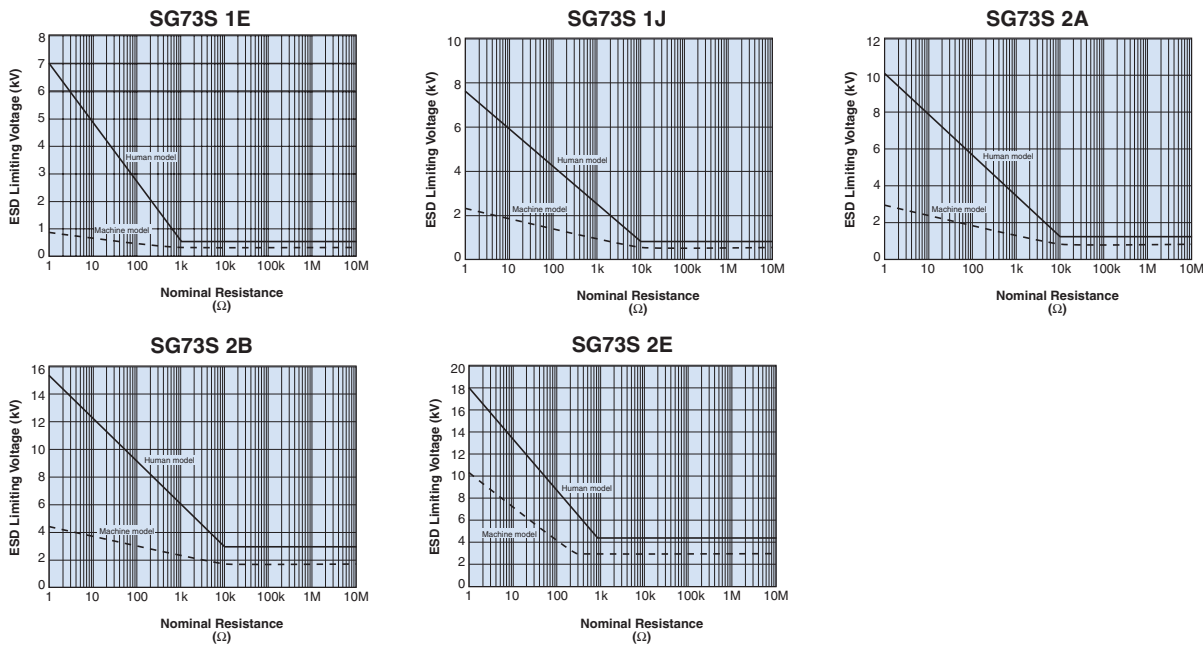 SG73S 1E
ESD Limiting Voltage (kV)
8
7
6
5
4
3
2
1
0
Human model
Machine model
1 10 100 1k 10k 100k 1M 10M
Nominal Resistance
(Ω)
SG73S 1J
ESD Limiting Voltage (kV)
10
8
6
4
2
0
Human model
Machine model
1 10 100 1k 10k 100k 1M 10M
Nominal Resistance
(Ω)
SG73S 2A
ESD Limiting Voltage (kV)
12
10
8
6
4
2
0
Human model
Machine model
1 10 100 1k 10k 100k 1M 10M
Nominal Resistance
(Ω)
SG73S 2B
ESD Limiting Voltage (kV)
16
14
12
10
8
6
4
2
0
Human model
Machine model
1 10 100 1k 10k 100k 1M 10M
Nominal Resistance
(Ω)
SG73S 2E
ESD Limiting Voltage (kV)
20
18
16
14
12
10
8
6
4
2
0
Human model
Machine model
1 10 100 1k 10k 100k 1M 10M
Nominal Resistance
(Ω)